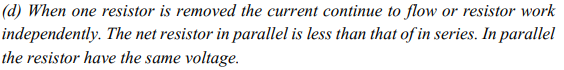 (d) When one resistor is removed the current continue to flow or resistor work
independently. The net resistor in parallel is less than that of in series. In parallel
the resistor have the same voltage.